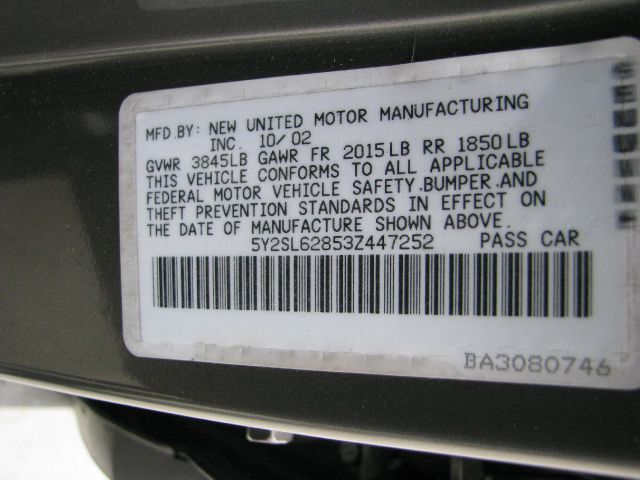 MFD.BY: NEW UNITED MOTOR MANUFACTURING
INC. 10/02
GVWR 3845LB GAWR FR 2015LB RR 1850LB
THIS VEHICLE CONFORMS TO ALL APPLICABLE
FEDERAL MOTOR VEHICLE SAFETY.BUMPER.AND
THEFT PREVENTION STANDARDS IN EFFECT ON
THE DATE OF MANUFACTURE SHOWN ABOVE.
5Y2SL62853Z447252 PASS CAR
BA3080746